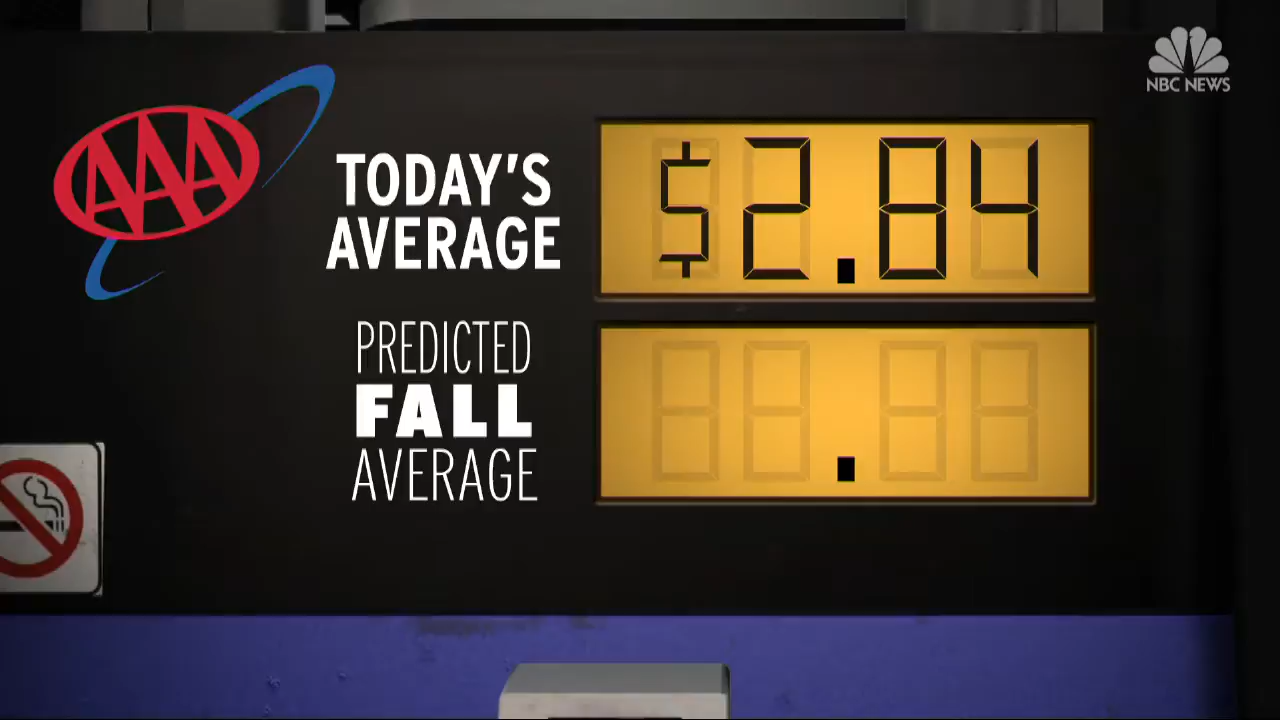 AAA
NBC NEWS
TODAY'S
AVERAGE
$2.84
PREDICTED
FALL
AVERAGE
.